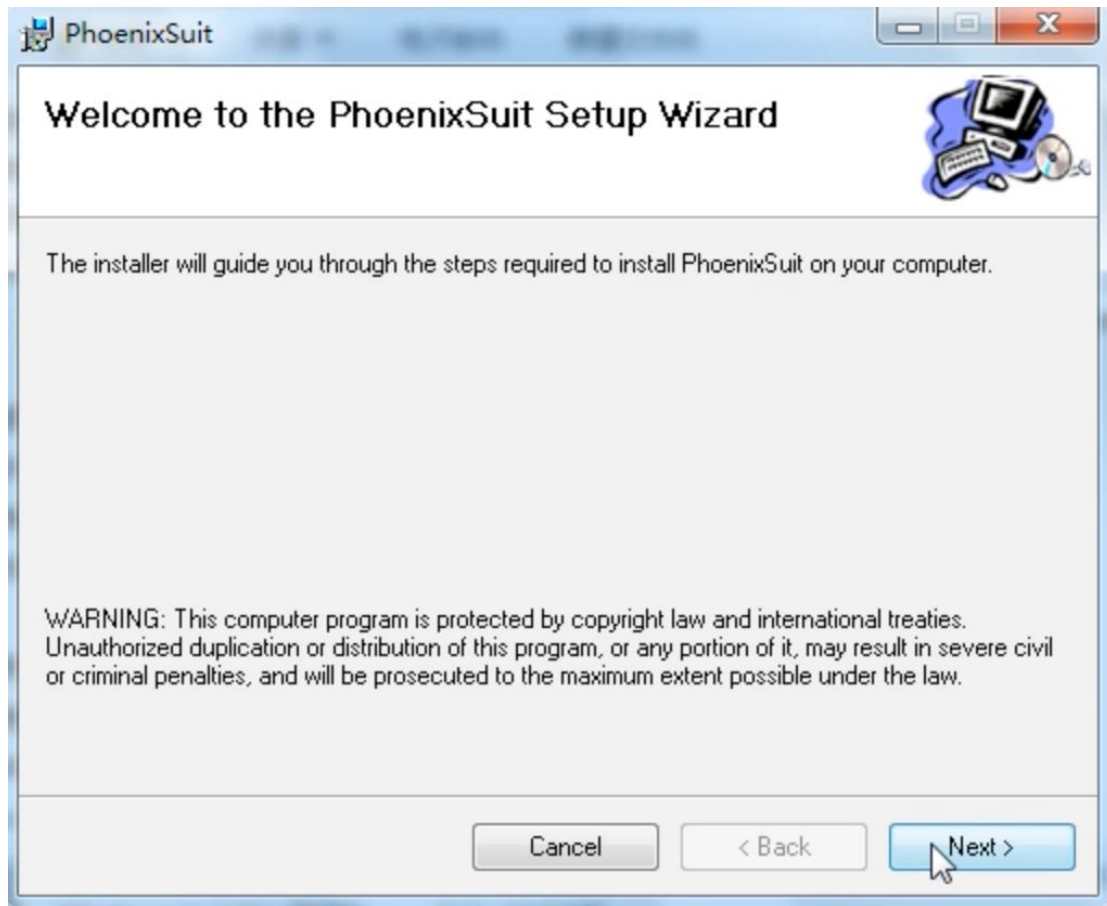 PhoenixSuit
Welcome to the PhoenixSuit Setup Wizard
The installer will guide you through the steps required to install PhoenixSuit on your computer.
WARNING: This computer program is protected by copyright law and international treaties.
Unauthorized duplication or distribution of this program, or any portion of it, may result in severe civil
or criminal penalties, and will be prosecuted to the maximum extent possible under the law.
Cancel
< Back
Next >